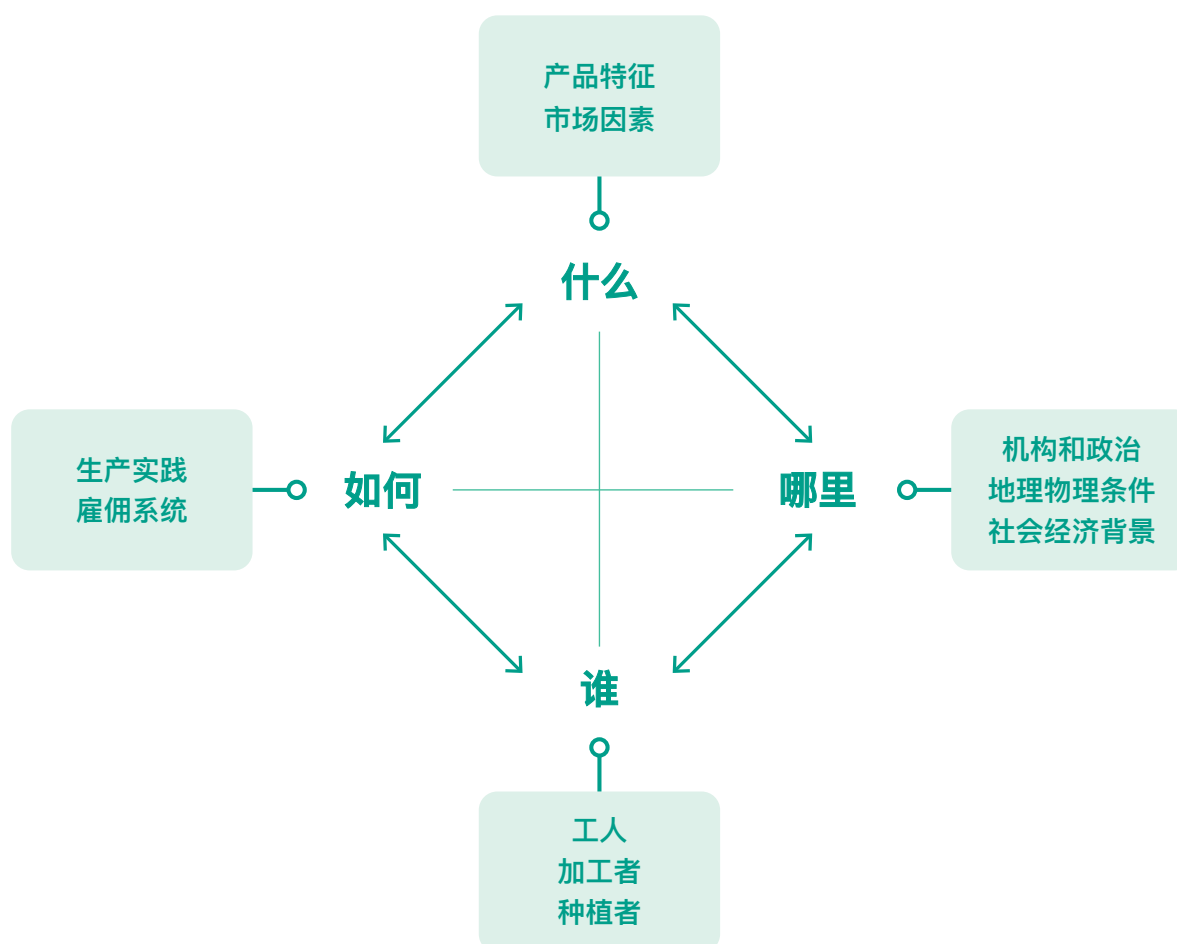 产品特征
市场因素
什么
生产实践
雇佣系统
如何
哪里
机构和政治
地理物理条件
社会经济背景
谁
工人
加工者
种植者